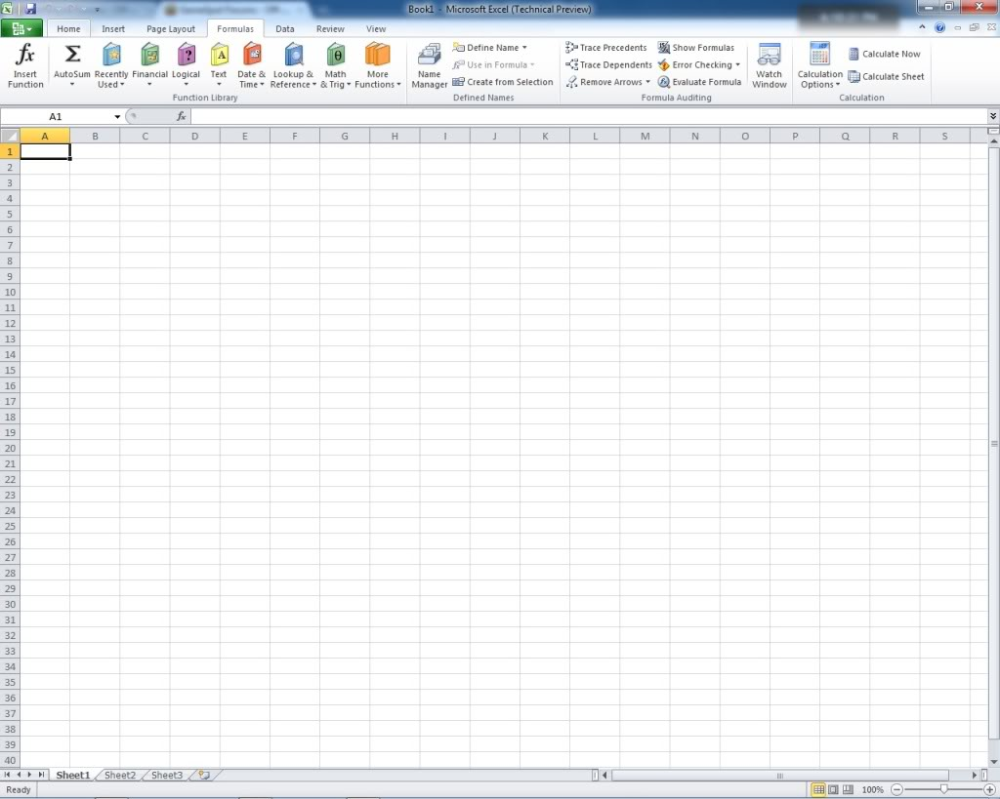 Book1 - Microsoft Excel (Technical Preview)
Home Insert Page Layout Formulas Data Review View
fx Insert Function
Σ AutoSum
Recently Used
Financial
Logical
Text
Date & Time
Lookup & Reference
Math & Trig
More Functions
Function Library
Name Manager
Define Name
Use in Formula
Create from Selection
Defined Names
Trace Precedents
Trace Dependents
Remove Arrows
Show Formulas
Error Checking
Evaluate Formula
Formula Auditing
Watch Window
Calculation Options
Calculate Now
Calculate Sheet
Calculation
A1 fx
A B C D E F G H I J K L M N O P Q R S
1
2
3
4
5
6
7
8
9
10
11
12
13
14
15
16
17
18
19
20
21
22
23
24
25
26
27
28
29
30
31
32
33
34
35
36
37
38
39
40
Sheet1 Sheet2 Sheet3
Ready 100%